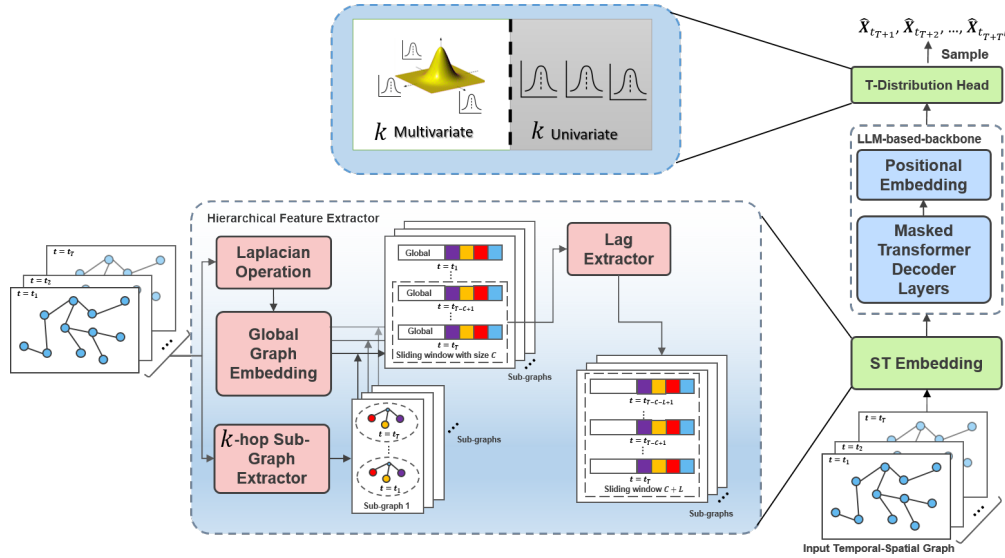 X̂_{t_{T+1}}, X̂_{t_{T+2}}, ..., X̂_{t_{T+T'}}
Sample
T-Distribution Head
k Multivariate
k Univariate
LLM-based-backbone
Positional
Embedding
Masked
Transformer
Decoder
Layers
ST Embedding
t = t_T
t = t_2
t = t_1
...
Input Temporal-Spatial Graph
Hierarchical Feature Extractor
t = t_T
t = t_2
t = t_1
...
Laplacian
Operation
Global
Graph
Embedding
k-hop Sub-
Graph
Extractor
Global
t = t_1
⋮
Global
t = t_{T-C+1}
⋮
Global
t = t_T
Sliding window with size C
...
Sub-graphs
t = t_T
⋮
t = t_1
Sub-graph 1
...
Sub-graphs
Lag
Extractor
t = t_{T-C-L+1}
⋮
t = t_{T-C+1}
⋮
t = t_T
Sliding window C + L
...
Sub-graphs